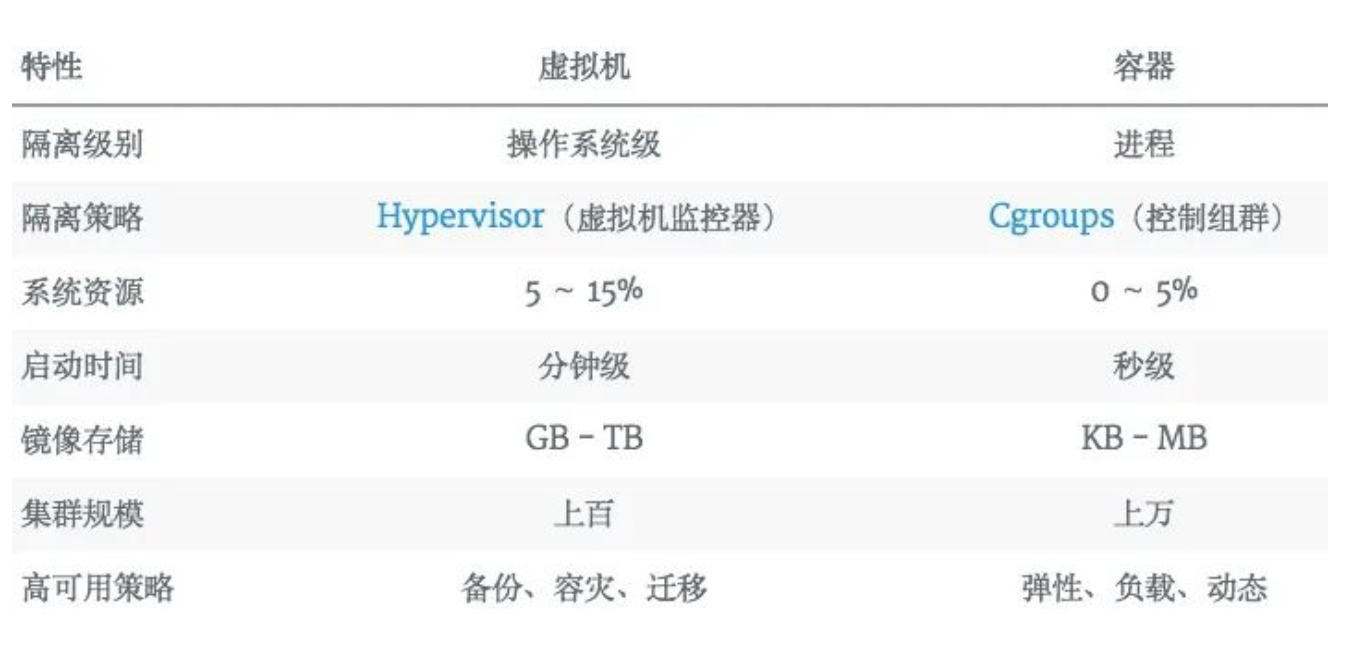 特性 虚拟机 容器
隔离级别 操作系统级 进程
隔离策略 Hypervisor（虚拟机监控器） Cgroups（控制组群）
系统资源 5 ~ 15% 0 ~ 5%
启动时间 分钟级 秒级
镜像存储 GB - TB KB - MB
集群规模 上百 上万
高可用策略 备份、容灾、迁移 弹性、负载、动态